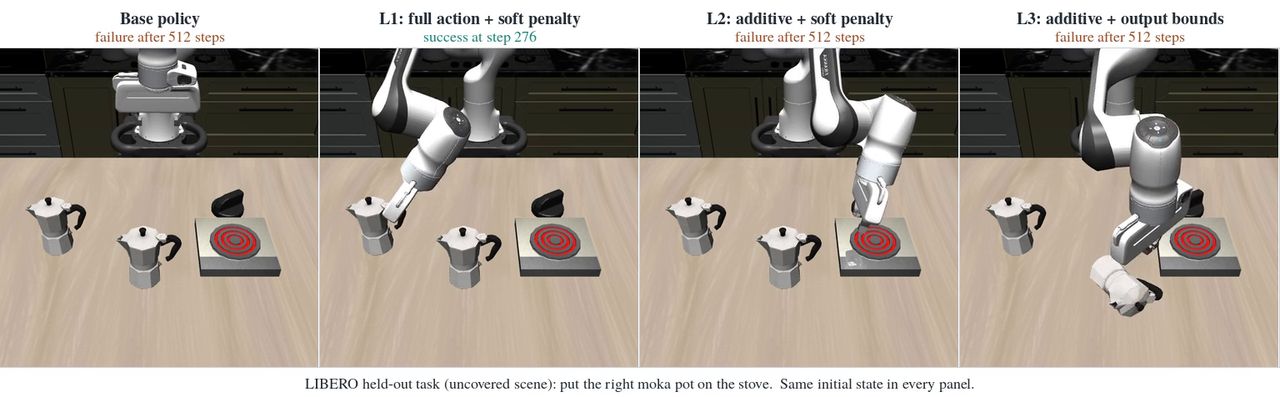 Base policy
failure after 512 steps
L1: full action + soft penalty
success at step 276
L2: additive + soft penalty
failure after 512 steps
L3: additive + output bounds
failure after 512 steps
LIBERO held-out task (uncovered scene): put the right moka pot on the stove. Same initial state in every panel.